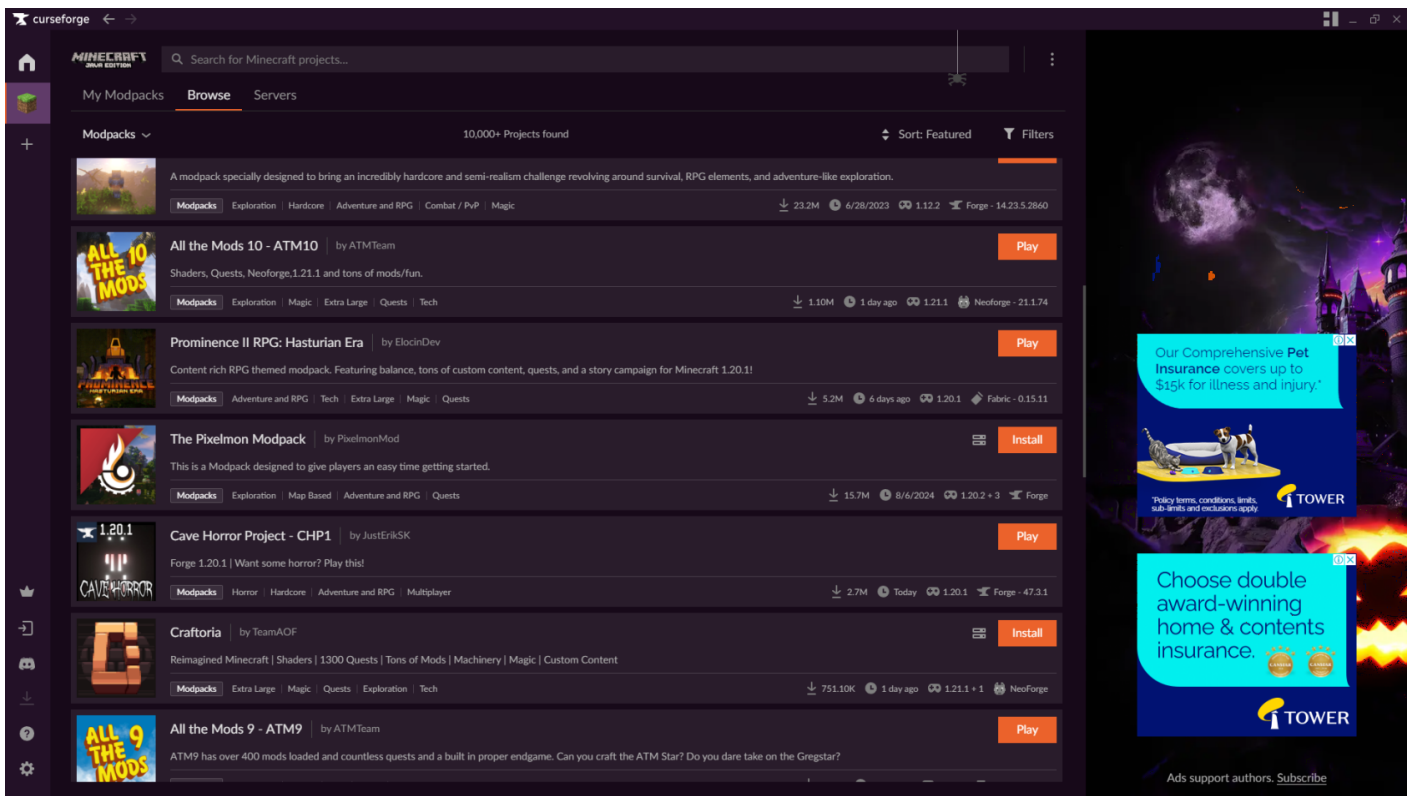 curseforge
MINECRAFT
JAVA EDITION
Search for Minecraft projects...
My Modpacks Browse Servers
Modpacks 10,000+ Projects found Sort: Featured Filters
A modpack specially designed to bring an incredibly hardcore and semi-realism challenge revolving around survival, RPG elements, and adventure-like exploration.
Modpacks Exploration Hardcore Adventure and RPG Combat / PvP Magic 23.2M 6/28/2023 1.12.2 Forge - 14.23.5.2860
ALL THE MODS 10
All the Mods 10 - ATM10 by ATMTeam Play
Shaders, Quests, Neoforge,1.21.1 and tons of mods/fun.
Modpacks Exploration Magic Extra Large Quests Tech 1.10M 1 day ago 1.21.1 Neoforge - 21.1.74
PROMINENCE
HASTURIAN ERA
Prominence II RPG: Hasturian Era by ElocinDev Play
Content rich RPG themed modpack. Featuring balance, tons of custom content, quests, and a story campaign for Minecraft 1.20.1!
Modpacks Adventure and RPG Tech Extra Large Magic Quests 5.2M 6 days ago 1.20.1 Fabric - 0.15.11
The Pixelmon Modpack by PixelmonMod Install
This is a Modpack designed to give players an easy time getting started.
Modpacks Exploration Map Based Adventure and RPG Quests 15.7M 8/6/2024 1.20.2 + 3 Forge
1.20.1
CAVE HORROR
Cave Horror Project - CHP1 by JustErikSK Play
Forge 1.20.1 | Want some horror? Play this!
Modpacks Horror Hardcore Adventure and RPG Multiplayer 2.7M Today 1.20.1 Forge - 47.3.1
Craftoria by TeamAOF Install
Reimagined Minecraft | Shaders | 1300 Quests | Tons of Mods | Machinery | Magic | Custom Content
Modpacks Extra Large Magic Quests Exploration Tech 751.10K 1 day ago 1.21.1 + 1 NeoForge
ALL THE MODS 9
All the Mods 9 - ATM9 by ATMTeam Play
ATM9 has over 400 mods loaded and countless quests and a built in proper endgame. Can you craft the ATM Star? Do you dare take on the Gregstar?
Our Comprehensive Pet
Insurance covers up to
$15k for illness and injury.*
*Policy terms, conditions, limits,
sub-limits and exclusions apply.
TOWER
Choose double
award-winning
home & contents
insurance.
TOWER
Ads support authors. Subscribe